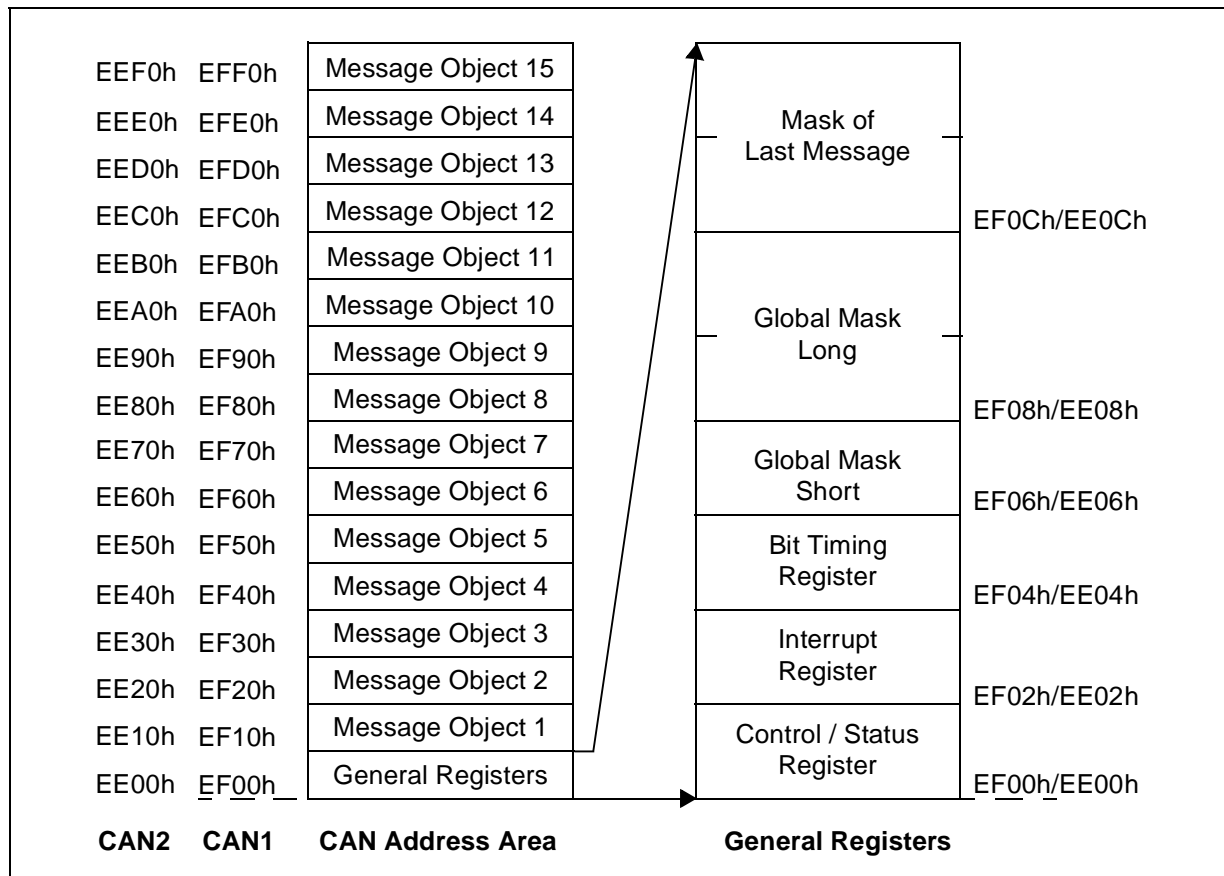 EEF0h EFF0h Message Object 15
EEE0h EFE0h Message Object 14
EED0h EFD0h Message Object 13
EEC0h EFC0h Message Object 12
EEB0h EFB0h Message Object 11
EEA0h EFA0h Message Object 10
EE90h EF90h Message Object 9
EE80h EF80h Message Object 8
EE70h EF70h Message Object 7
EE60h EF60h Message Object 6
EE50h EF50h Message Object 5
EE40h EF40h Message Object 4
EE30h EF30h Message Object 3
EE20h EF20h Message Object 2
EE10h EF10h Message Object 1
EE00h EF00h General Registers
CAN2 CAN1 CAN Address Area
Mask of
Last Message
EF0Ch/EE0Ch
Global Mask
Long
EF08h/EE08h
Global Mask
Short
EF06h/EE06h
Bit Timing
Register
EF04h/EE04h
Interrupt
Register
EF02h/EE02h
Control / Status
Register
EF00h/EE00h
General Registers